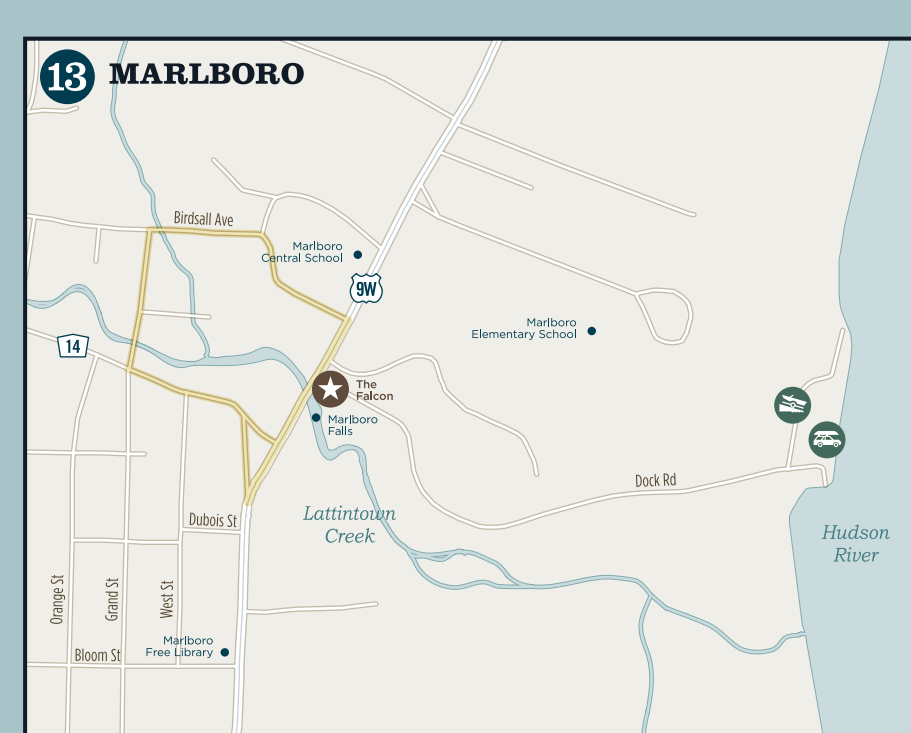 13 MARLBORO
Birdsall Ave
Marlboro
Central School
9W
Marlboro
Elementary School
14
The
Falcon
Marlboro
Falls
Dock Rd
Dubois St
Lattintown
Creek
Hudson
River
Orange St
Grand St
West St
Marlboro
Free Library
Bloom St